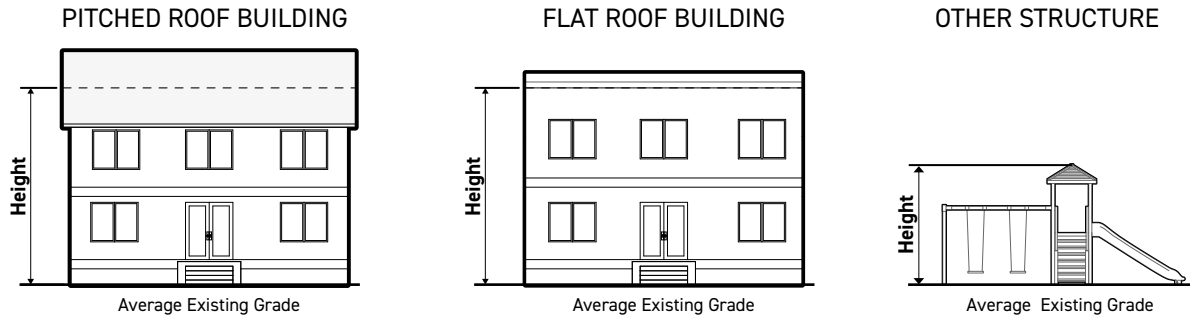 PITCHED ROOF BUILDING
Height
Average Existing Grade
FLAT ROOF BUILDING
Height
Average Existing Grade
OTHER STRUCTURE
Height
Average Existing Grade